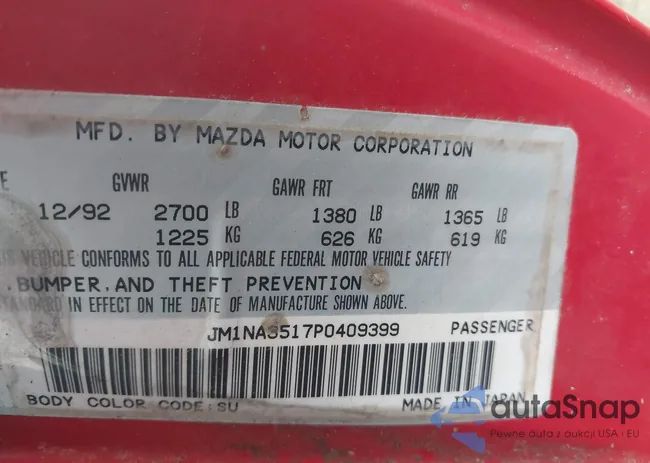 MFD. BY MAZDA MOTOR CORPORATION
GVWR GAWR FRT GAWR RR
12/92 2700 LB 1380 LB 1365 LB
1225 KG 626 KG 619 KG
VEHICLE CONFORMS TO ALL APPLICABLE FEDERAL MOTOR VEHICLE SAFETY
, BUMPER, AND THEFT PREVENTION
STANDARD IN EFFECT ON THE DATE OF MANUFACTURE SHOWN ABOVE.
JM1NA3517P0409399 PASSENGER
BODY COLOR CODE:SU MADE IN JAPAN
autaSnap
Pewne auta z aukcji USA i EU